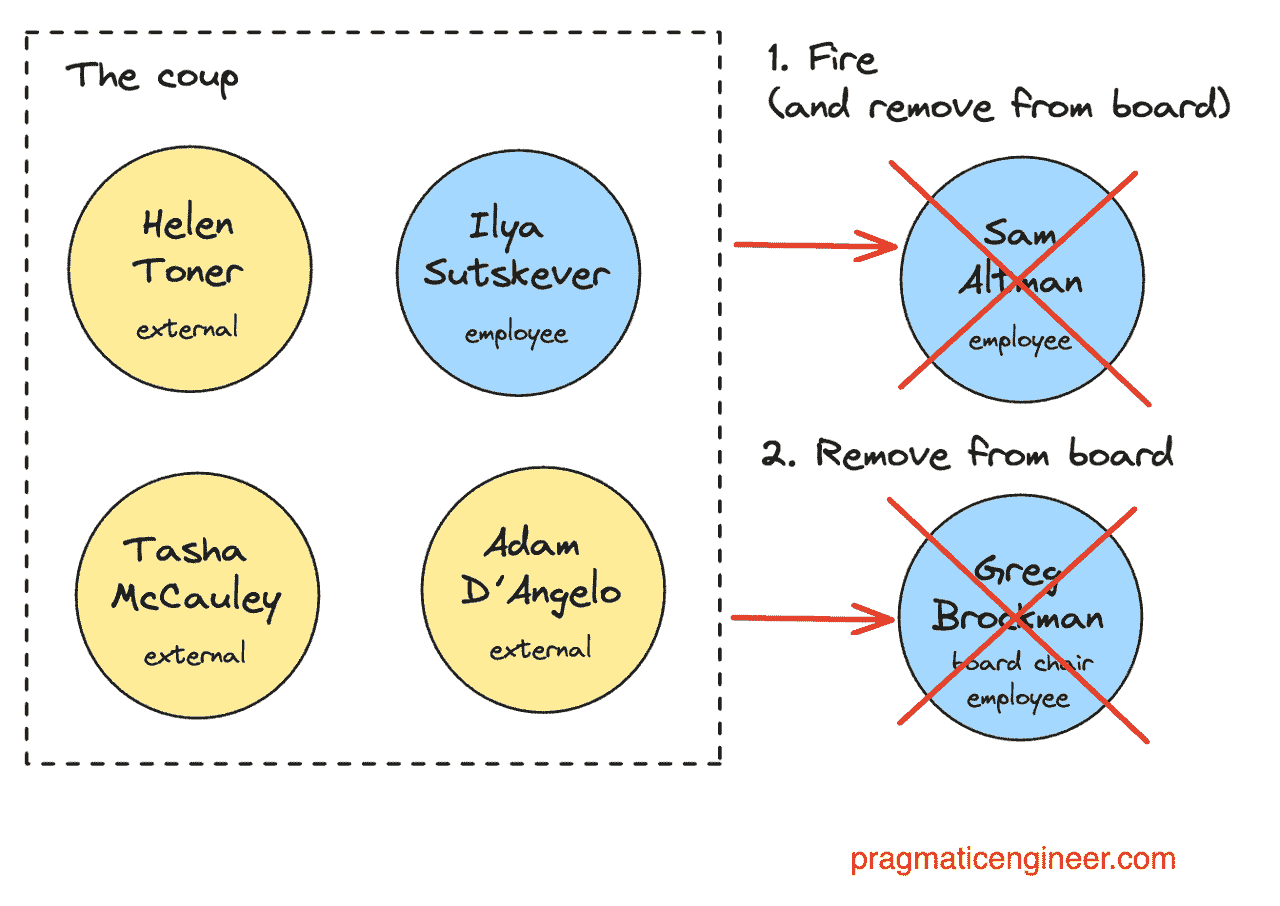 The coup
Helen
Toner
external
Ilya
Sutskever
employee
Tasha
McCauley
external
Adam
D'Angelo
external
1. Fire
(and remove from board)
Sam
Altman
employee
2. Remove from board
Greg
Brockman
board chair
employee
pragmaticengineer.com